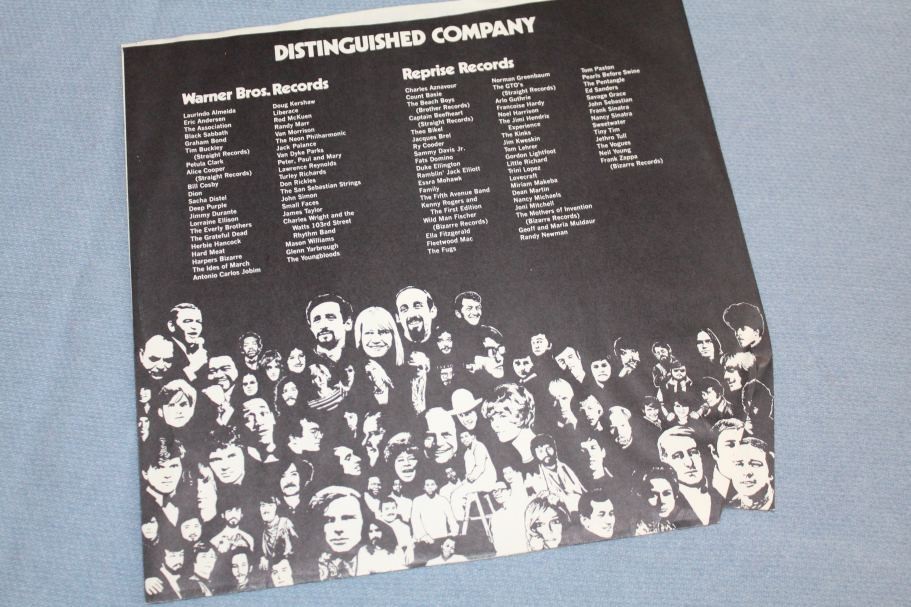 DISTINGUISHED COMPANY
Warner Bros. Records
Laurindo Almeida
Eric Andersen
The Association
Black Sabbath
Graham Bond
Tim Buckley
(Straight Records)
Petula Clark
Alice Cooper
(Straight Records)
Bill Cosby
Dion
Sacha Distel
Deep Purple
Jimmy Durante
Lorraine Ellison
The Everly Brothers
The Grateful Dead
Herbie Hancock
Hard Meat
Harpers Bizarre
The Ides of March
Antonio Carlos Jobim
Doug Kershaw
Liberace
Rod McKuen
Randy Marr
Van Morrison
The Neon Philharmonic
Jack Palance
Van Dyke Parks
Peter, Paul and Mary
Lawrence Reynolds
Turley Richards
Don Rickles
The San Sebastian Strings
John Simon
Small Faces
James Taylor
Charles Wright and the
Watts 103rd Street
Rhythm Band
Mason Williams
Glenn Yarbrough
The Youngbloods
Reprise Records
Charles Aznavour
Count Basie
The Beach Boys
(Brother Records)
Captain Beefheart
(Straight Records)
Theo Bikel
Jacques Brel
Ry Cooder
Sammy Davis Jr.
Fats Domino
Duke Ellington
Ramblin' Jack Elliott
Essra Mohawk
Family
The Fifth Avenue Band
Kenny Rogers and
The First Edition
Wild Man Fischer
(Bizarre Records)
Ella Fitzgerald
Fleetwood Mac
The Fugs
Norman Greenbaum
The GTO's
(Straight Records)
Arlo Guthrie
Francoise Hardy
Noel Harrison
The Jimi Hendrix
Experience
The Kinks
Jim Kweskin
Tom Lehrer
Gordon Lightfoot
Little Richard
Trini Lopez
Lovecraft
Miriam Makeba
Dean Martin
Nancy Michaels
Joni Mitchell
The Mothers of Invention
(Bizarre Records)
Geoff and Maria Muldaur
Randy Newman
Tom Paxton
Pearls Before Swine
The Pentangle
Ed Sanders
Savage Grace
John Sebastian
Frank Sinatra
Nancy Sinatra
Sweetwater
Tiny Tim
Jethro Tull
The Vogues
Neil Young
Frank Zappa
(Bizarre Records)